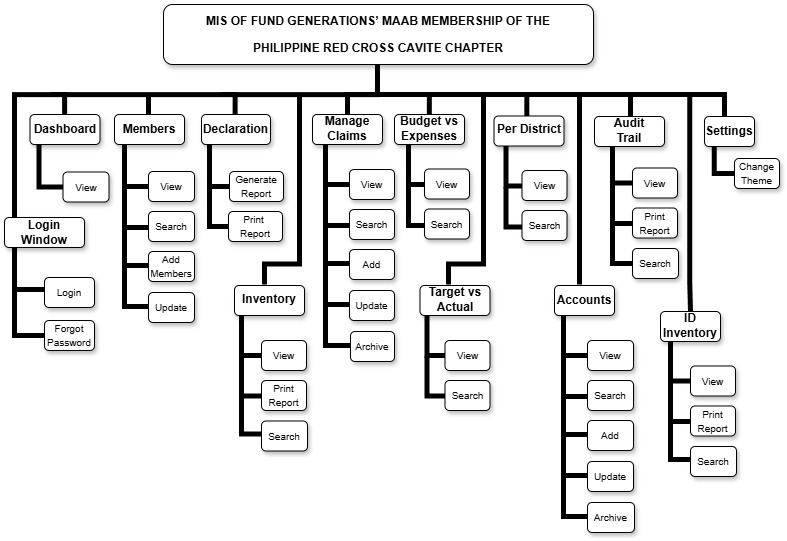 MIS OF FUND GENERATIONS’ MAAB MEMBERSHIP OF THE
PHILIPPINE RED CROSS CAVITE CHAPTER
Login
Window
Login
Forgot
Password
Dashboard
View
Members
View
Search
Add
Members
Update
Declaration
Generate
Report
Print
Report
Inventory
View
Print
Report
Search
Manage
Claims
View
Search
Add
Update
Archive
Budget vs
Expenses
View
Search
Target vs
Actual
View
Search
Per District
View
Search
Accounts
View
Search
Add
Update
Archive
Audit
Trail
View
Print
Report
Search
ID
Inventory
View
Print
Report
Search
Settings
Change
Theme